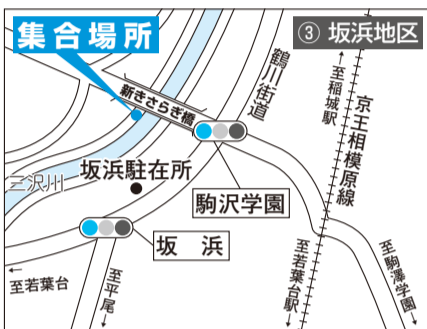 集合場所
③ 坂浜地区
鶴川街道
←至稲城駅
京王相模原線
新きさらぎ橋
三沢川
坂浜駐在所
駒沢学園
坂 浜
←至若葉台
至平尾→
至若葉台駅→
至駒澤学園→